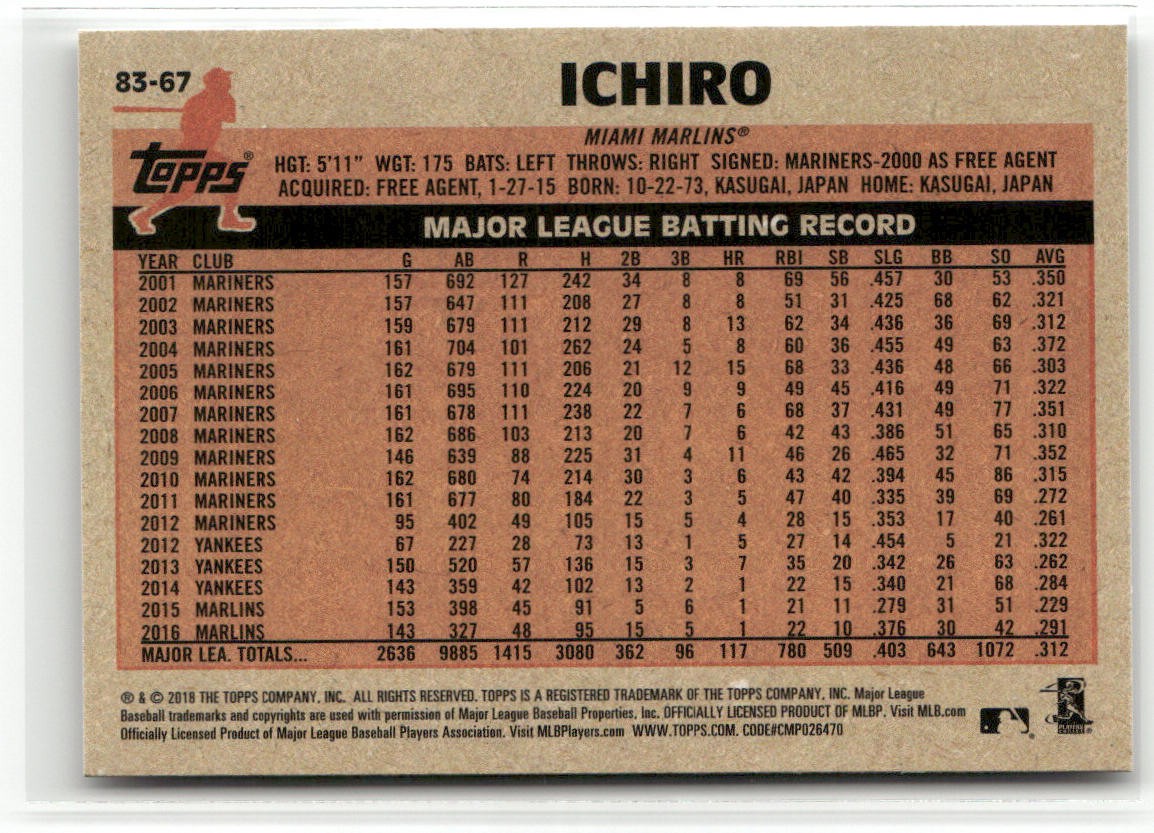 83-67
ICHIRO
MIAMI MARLINS®
topps®
HGT: 5'11" WGT: 175 BATS: LEFT THROWS: RIGHT SIGNED: MARINERS-2000 AS FREE AGENT
ACQUIRED: FREE AGENT, 1-27-15 BORN: 10-22-73, KASUGAI, JAPAN HOME: KASUGAI, JAPAN
MAJOR LEAGUE BATTING RECORD
YEAR CLUB G AB R H 2B 3B HR RBI SB SLG BB SO AVG
2001 MARINERS 157 692 127 242 34 8 8 69 56 .457 30 53 .350
2002 MARINERS 157 647 111 208 27 8 8 51 31 .425 68 62 .321
2003 MARINERS 159 679 111 212 29 8 13 62 34 .436 36 69 .312
2004 MARINERS 161 704 101 262 24 5 8 60 36 .455 49 63 .372
2005 MARINERS 162 679 111 206 21 12 15 68 33 .436 48 66 .303
2006 MARINERS 161 695 110 224 20 9 9 49 45 .416 49 71 .322
2007 MARINERS 161 678 111 238 22 7 6 68 37 .431 49 77 .351
2008 MARINERS 162 686 103 213 20 7 6 42 43 .386 51 65 .310
2009 MARINERS 146 639 88 225 31 4 11 46 26 .465 32 71 .352
2010 MARINERS 162 680 74 214 30 3 6 43 42 .394 45 86 .315
2011 MARINERS 161 677 80 184 22 3 5 47 40 .335 39 69 .272
2012 MARINERS 95 402 49 105 15 5 4 28 15 .353 17 40 .261
2012 YANKEES 67 227 28 73 13 1 5 27 14 .454 5 21 .322
2013 YANKEES 150 520 57 136 15 3 7 35 20 .342 26 63 .262
2014 YANKEES 143 359 42 102 13 2 1 22 15 .340 21 68 .284
2015 MARLINS 153 398 45 91 5 6 1 21 11 .279 31 51 .229
2016 MARLINS 143 327 48 95 15 5 1 22 10 .376 30 42 .291
MAJOR LEA. TOTALS... 2636 9885 1415 3080 362 96 117 780 509 .403 643 1072 .312
® & © 2018 THE TOPPS COMPANY, INC. ALL RIGHTS RESERVED. TOPPS IS A REGISTERED TRADEMARK OF THE TOPPS COMPANY, INC. Major League
Baseball trademarks and copyrights are used with permission of Major League Baseball Properties, Inc. OFFICIALLY LICENSED PRODUCT OF MLBP. Visit MLB.com
Officially Licensed Product of Major League Baseball Players Association. Visit MLBPlayers.com WWW.TOPPS.COM. CODE#CMP026470